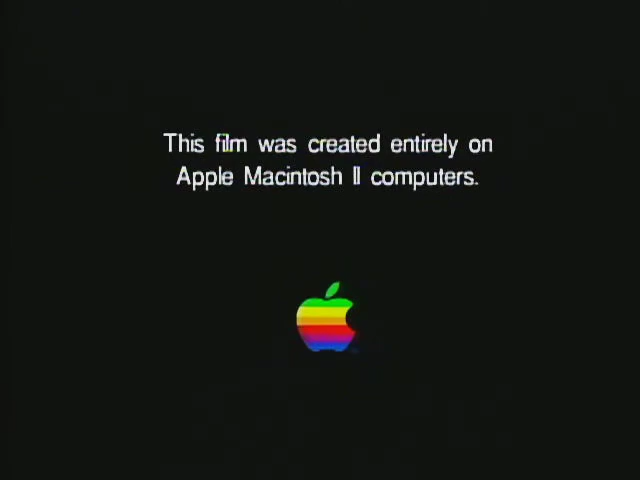 This film was created entirely on
Apple Macintosh II computers.